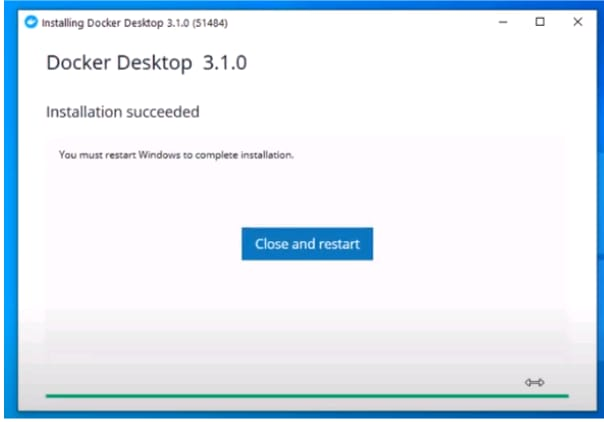 Installing Docker Desktop 3.1.0 (51484)
Docker Desktop 3.1.0
Installation succeeded
You must restart Windows to complete installation.
Close and restart